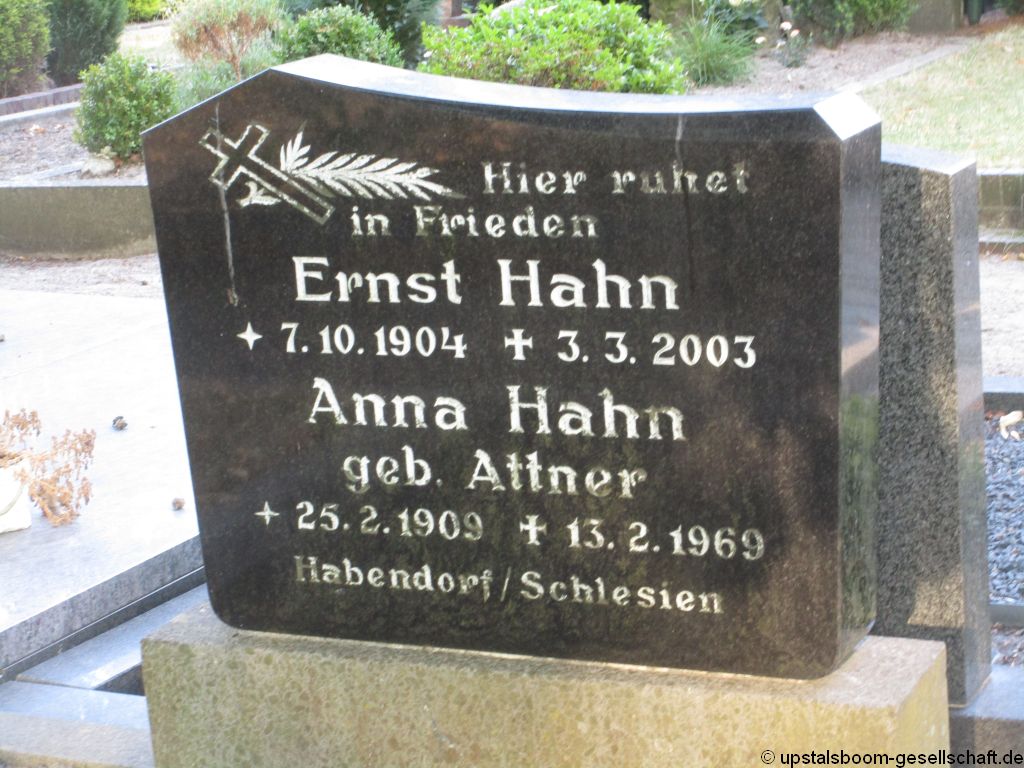 Hier ruhet
in Frieden
Ernst Hahn
✦ 7.10.1904 ✝ 3.3.2003
Anna Hahn
geb. Attner
✦ 25.2.1909 ✝ 13.2.1969
Habendorf/Schlesien
© upstalsboom-gesellschaft.de